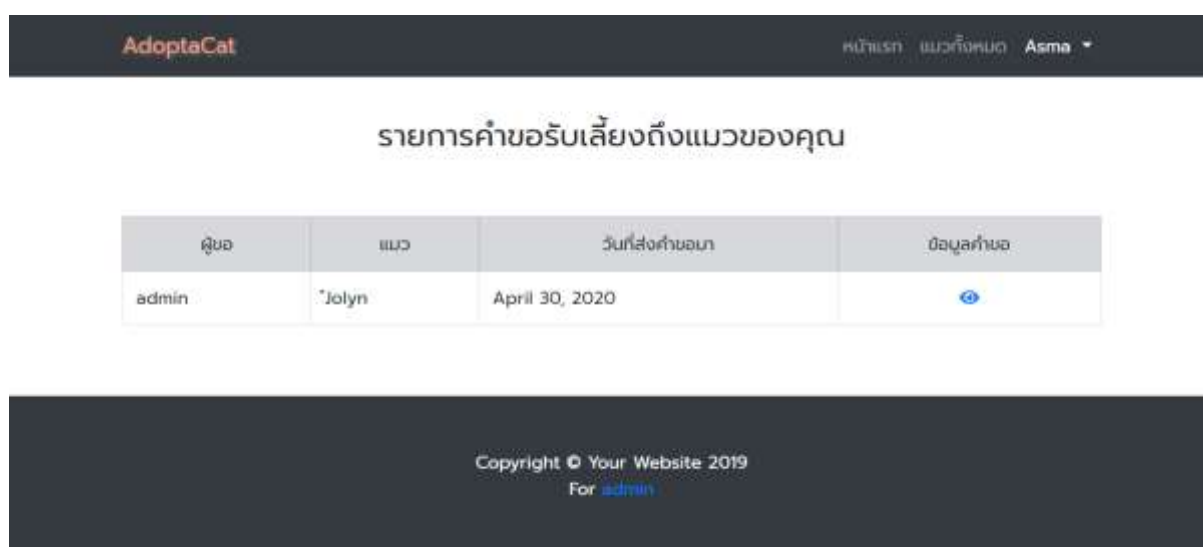 AdoptaCat หน้าแรก แมวทั้งหมด Asma
รายการคำขอรับเลี้ยงถึงแมวของคุณ
ผู้ขอ แมว วันที่ส่งคำขอมา ข้อมูลคำขอ
admin ํJolyn April 30, 2020
Copyright © Your Website 2019
For admin